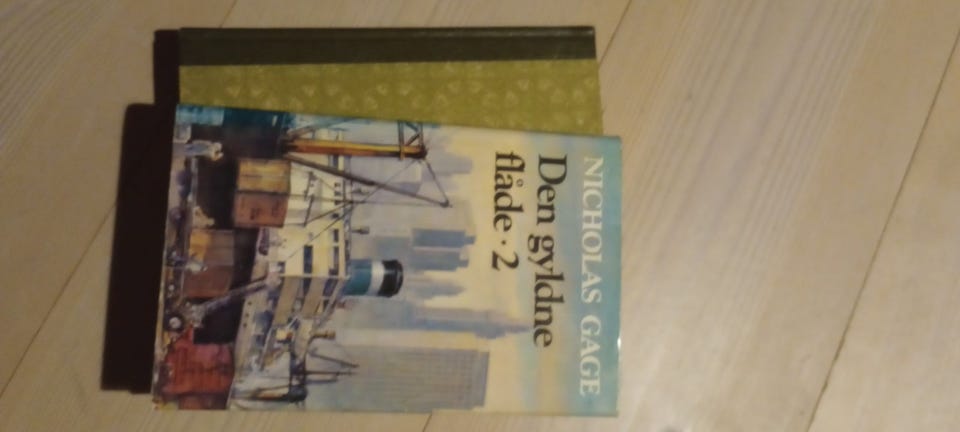 NICHOLAS GAGE
Den gyldne
flåde · 2